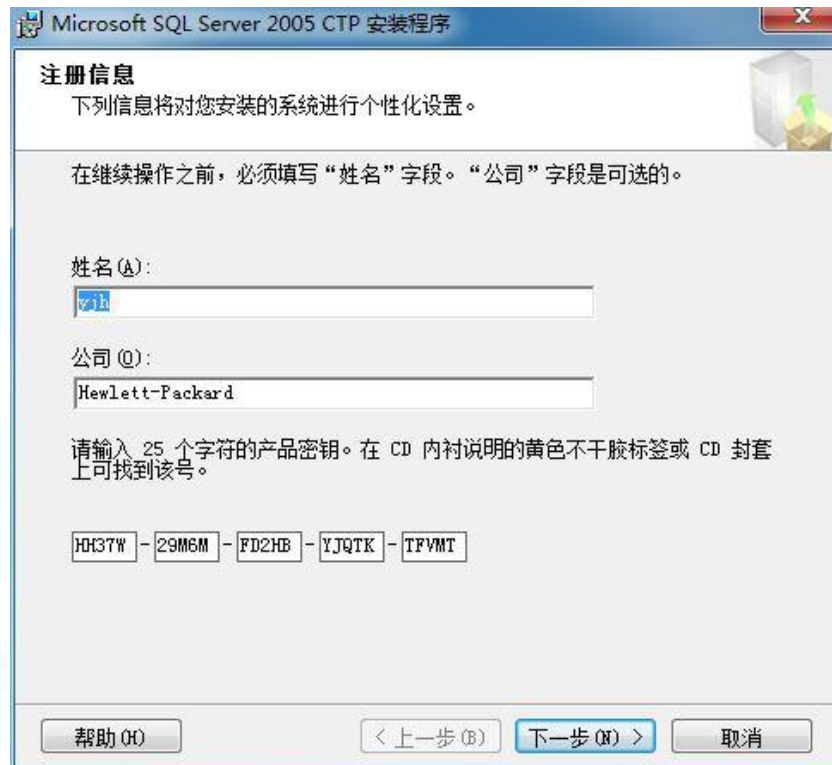 Microsoft SQL Server 2005 CTP 安装程序
注册信息
下列信息将对您安装的系统进行个性化设置。
在继续操作之前，必须填写“姓名”字段。“公司”字段是可选的。
姓名(A):
公司(O):
Hewlett-Packard
请输入 25 个字符的产品密钥。在 CD 内衬说明的黄色不干胶标签或 CD 封套
上可找到该号。
HH37W-29M6M-FD2HB-YJQTK-TFVMT
帮助(H) <上一步(B) 下一步(N)> 取消